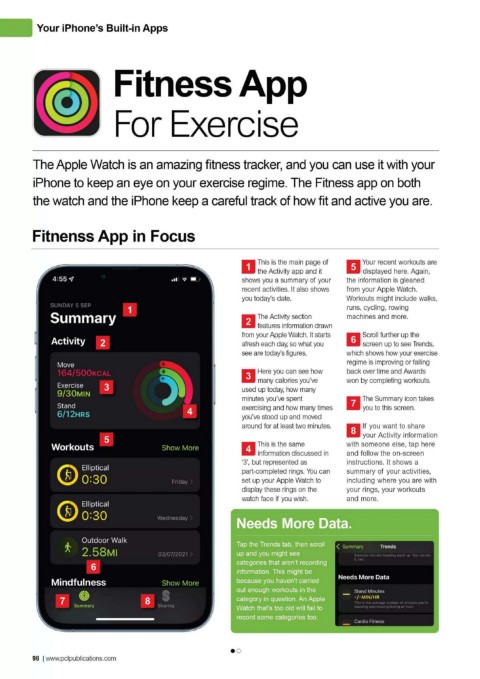 Your iPhone's Built-in Apps
Fitness App
For Exercise
The Apple Watch is an amazing fitness tracker, and you can use it with your
iPhone to keep an eye on your exercise regime. The Fitness app on both
the watch and the iPhone keep a careful track of how fit and active you are.
Fitnenss App in Focus
4:55
SUNDAY 5 SEP
Summary
1
Activity
2
Move
164/500KCAL
Exercise
3
9/30MIN
Stand
6/12HRS
4
5
Workouts
Show More
Elliptical
0:30
Friday
Elliptical
0:30
Wednesday
Outdoor Walk
2.58MI
03/07/2021
6
Mindfulness
Show More
7
Summary
8
Sharing
1 This is the main page of
the Activity app and it
shows you a summary of your
recent activities. It also shows
you today's date.
2 The Activity section
features information drawn
from your Apple Watch. It starts
afresh each day, so what you
see are today's figures.
3 Here you can see how
many calories you've
used up today, how many
minutes you've spent
exercising and how many times
you've stood up and moved
around for at least two minutes.
4 This is the same
information discussed in
'3', but represented as
part-completed rings. You can
set up your Apple Watch to
display these rings on the
watch face if you wish.
5 Your recent workouts are
displayed here. Again,
the information is gleaned
from your Apple Watch.
Workouts might include walks,
runs, cycling, rowing
machines and more.
6 Scroll further up the
screen up to see Trends,
which shows how your exercise
regime is improving or falling
back over time and Awards
won by completing workouts.
7 The Summary icon takes
you to this screen.
8 If you want to share
your Activity information
with someone else, tap here
and follow the on-screen
instructions. It shows a
summary of your activities,
including where you are with
your rings, your workouts
and more.
Needs More Data.
Tap the Trends tab, then scroll
up and you might see
categories that aren't recording
information. This might be
because you haven't carried
out enough workouts in the
category in question. An Apple
Watch that's too old will fail to
record some categories too.
Summary
Trends
Needs More Data
Stand Minutes
-/-MIN/HR
Cardio Fitness
96 | www.pclpublications.com